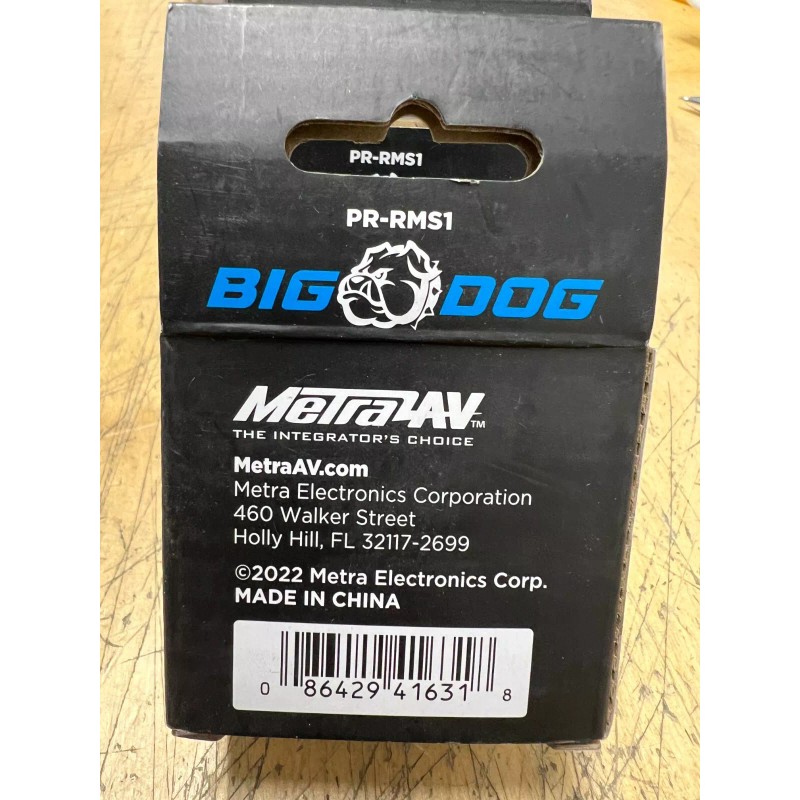 PR-RMS1
PR-RMS1
BIG DOG
MetraAV™
THE INTEGRATOR'S CHOICE
MetraAV.com
Metra Electronics Corporation
460 Walker Street
Holly Hill, FL 32117-2699
©2022 Metra Electronics Corp.
MADE IN CHINA
0 86429 41631 8